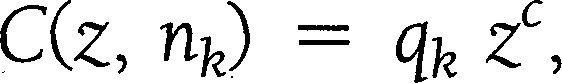 C(z, n_k) = q_k z^c,